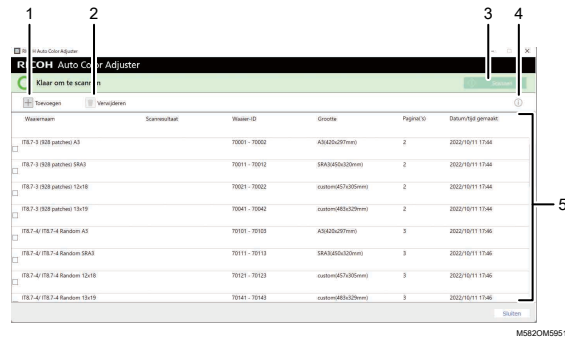 1 2 3 4
RICOH Auto Color Adjuster
RICOH Auto Color Adjuster
Klaar om te scannen
Toevoegen Verwijderen
Waaiernaam Scanresultaat Waaier-ID Grootte Pagina('s) Datum/tijd gemaakt
IT8.7-3 (928 patches) A3 70001 - 70002 A3(420x297mm) 2 2022/10/11 17:44
IT8.7-3 (928 patches) SRA3 70011 - 70012 SRA3(450x320mm) 2 2022/10/11 17:44
IT8.7-3 (928 patches) 12x18 70021 - 70022 custom(457x305mm) 2 2022/10/11 17:44
IT8.7-3 (928 patches) 13x19 70041 - 70042 custom(483x329mm) 2 2022/10/11 17:44
5
IT8.7-4/ IT8.7-4 Random A3 70101 - 70103 A3(420x297mm) 3 2022/10/11 17:46
IT8.7-4/ IT8.7-4 Random SRA3 70111 - 70113 SRA3(450x320mm) 3 2022/10/11 17:46
IT8.7-4/ IT8.7-4 Random 12x18 70121 - 70123 custom(457x305mm) 3 2022/10/11 17:46
IT8.7-4/ IT8.7-4 Random 13x19 70141 - 70143 custom(483x329mm) 3 2022/10/11 17:46
Sluiten
M582OM5951